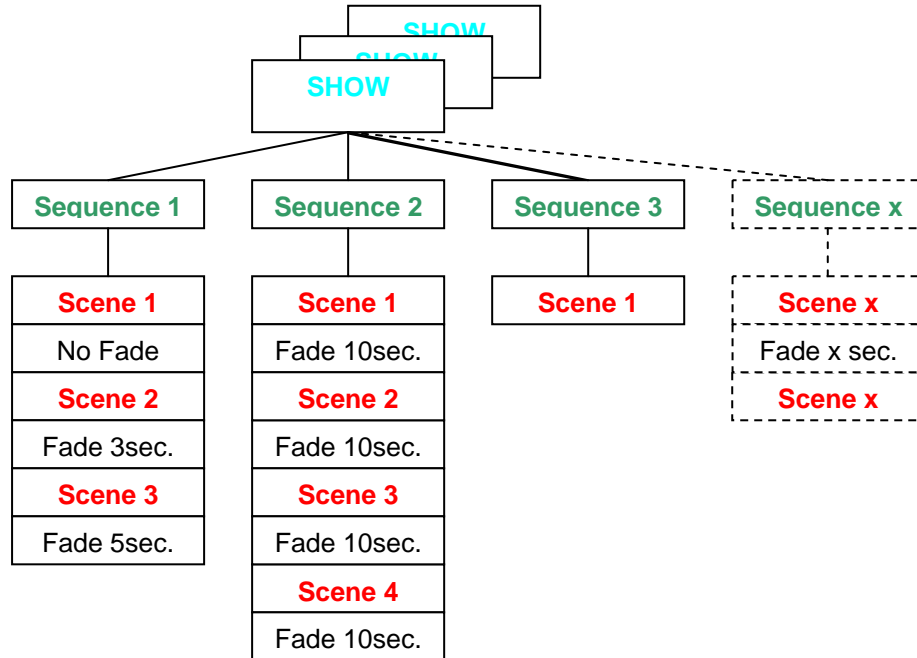 SHOW
SHOW
SHOW
Sequence 1
Sequence 2
Sequence 3
Sequence x
Scene 1
No Fade
Scene 2
Fade 3sec.
Scene 3
Fade 5sec.
Scene 1
Fade 10sec.
Scene 2
Fade 10sec.
Scene 3
Fade 10sec.
Scene 4
Fade 10sec.
Scene 1
Scene x
Fade x sec.
Scene x